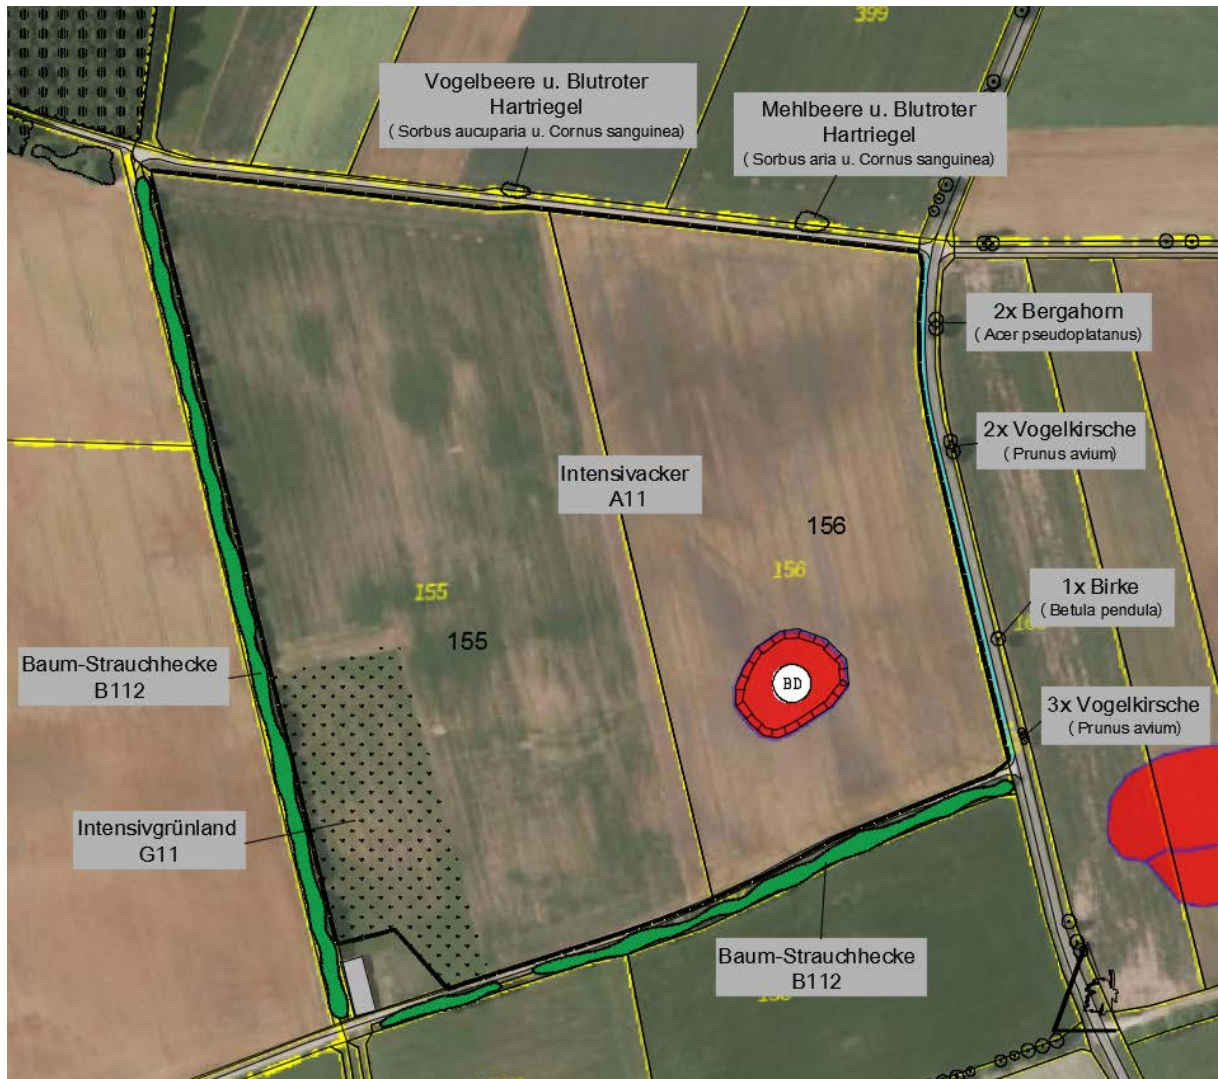 399
Vogelbeere u. Blutroter
Hartriegel
( Sorbus aucuparia u. Cornus sanguinea)
Mehlbeere u. Blutroter
Hartriegel
( Sorbus aria u. Cornus sanguinea)
2x Bergahorn
( Acer pseudoplatanus)
2x Vogelkirsche
( Prunus avium)
Intensivacker
A11
156
156
155
155
1x Birke
( Betula pendula)
Baum-Strauchhecke
B112
BD
3x Vogelkirsche
( Prunus avium)
Intensivgrünland
G11
Baum-Strauchhecke
B112